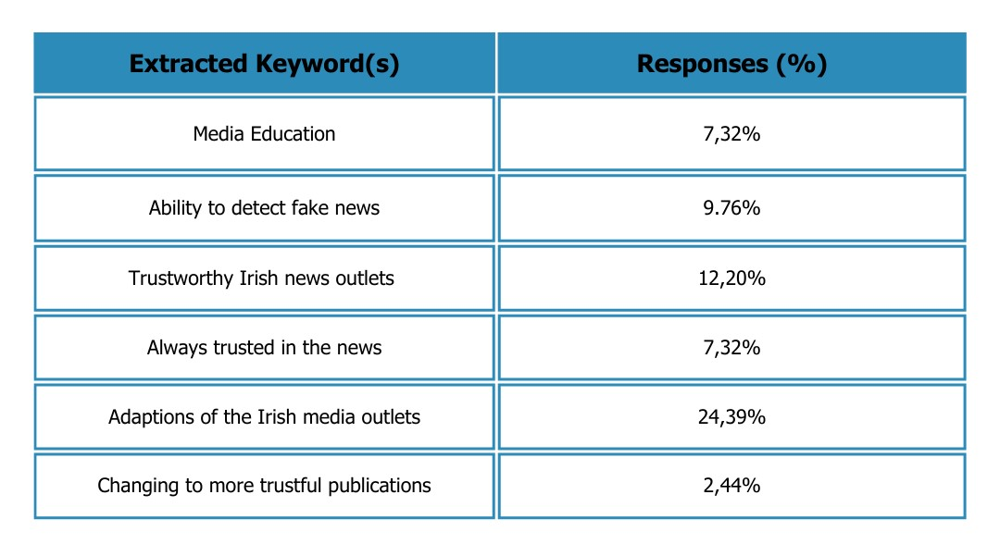 Extracted Keyword(s) Responses (%)
Media Education 7,32%
Ability to detect fake news 9.76%
Trustworthy Irish news outlets 12,20%
Always trusted in the news 7,32%
Adaptions of the Irish media outlets 24,39%
Changing to more trustful publications 2,44%